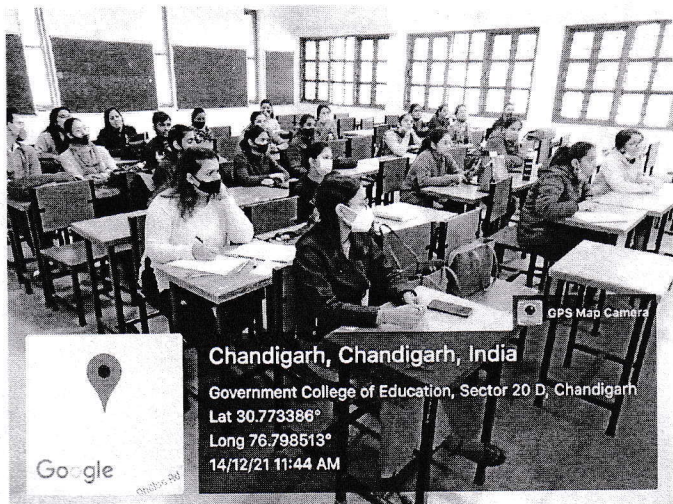 GPS Map Camera
Chandigarh, Chandigarh, India
Government College of Education, Sector 20 D, Chandigarh
Lat 30.773386°
Long 76.798513°
14/12/21 11:44 AM
Google